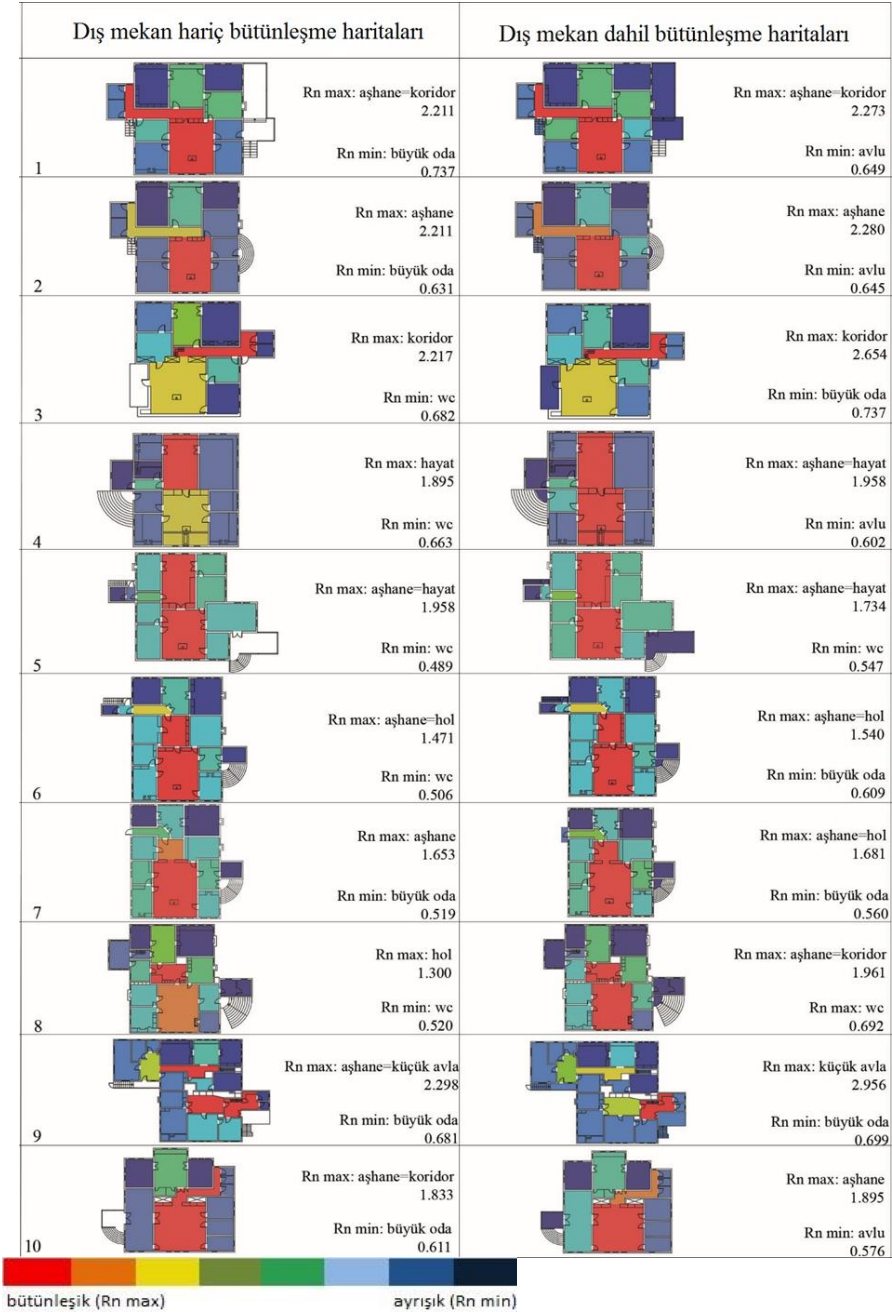 Dış mekan hariç bütünleşme haritaları
Dış mekan dahil bütünleşme haritaları
Rn max: aşhane=koridor
2.211
Rn min: büyük oda
0.737
1
Rn max: aşhane=koridor
2.273
Rn min: avlu
0.649
Rn max: aşhane
2.211
Rn min: büyük oda
0.631
2
Rn max: aşhane
2.280
Rn min: avlu
0.645
Rn max: koridor
2.217
Rn min: wc
0.682
3
Rn max: koridor
2.654
Rn min: büyük oda
0.737
Rn max: hayat
1.895
Rn min: wc
0.663
4
Rn max: aşhane=hayat
1.958
Rn min: avlu
0.602
Rn max: aşhane=hayat
1.958
Rn min: wc
0.489
5
Rn max: aşhane=hayat
1.734
Rn min: wc
0.547
Rn max: aşhane=hol
1.471
Rn min: wc
0.506
6
Rn max: aşhane=hol
1.540
Rn min: büyük oda
0.609
Rn max: aşhane
1.653
Rn min: büyük oda
0.519
7
Rn max: aşhane=hol
1.681
Rn min: büyük oda
0.560
Rn max: hol
1.300
Rn min: wc
0.520
8
Rn max: aşhane=koridor
1.961
Rn max: wc
0.692
Rn max: aşhane=küçük avla
2.298
Rn min: büyük oda
0.681
9
Rn max: küçük avla
2.956
Rn min: büyük oda
0.699
Rn max: aşhane=koridor
1.833
Rn min: büyük oda
0.611
10
Rn max: aşhane
1.895
Rn min: avlu
0.576
bütünleşik (Rn max)
ayrışık (Rn min)